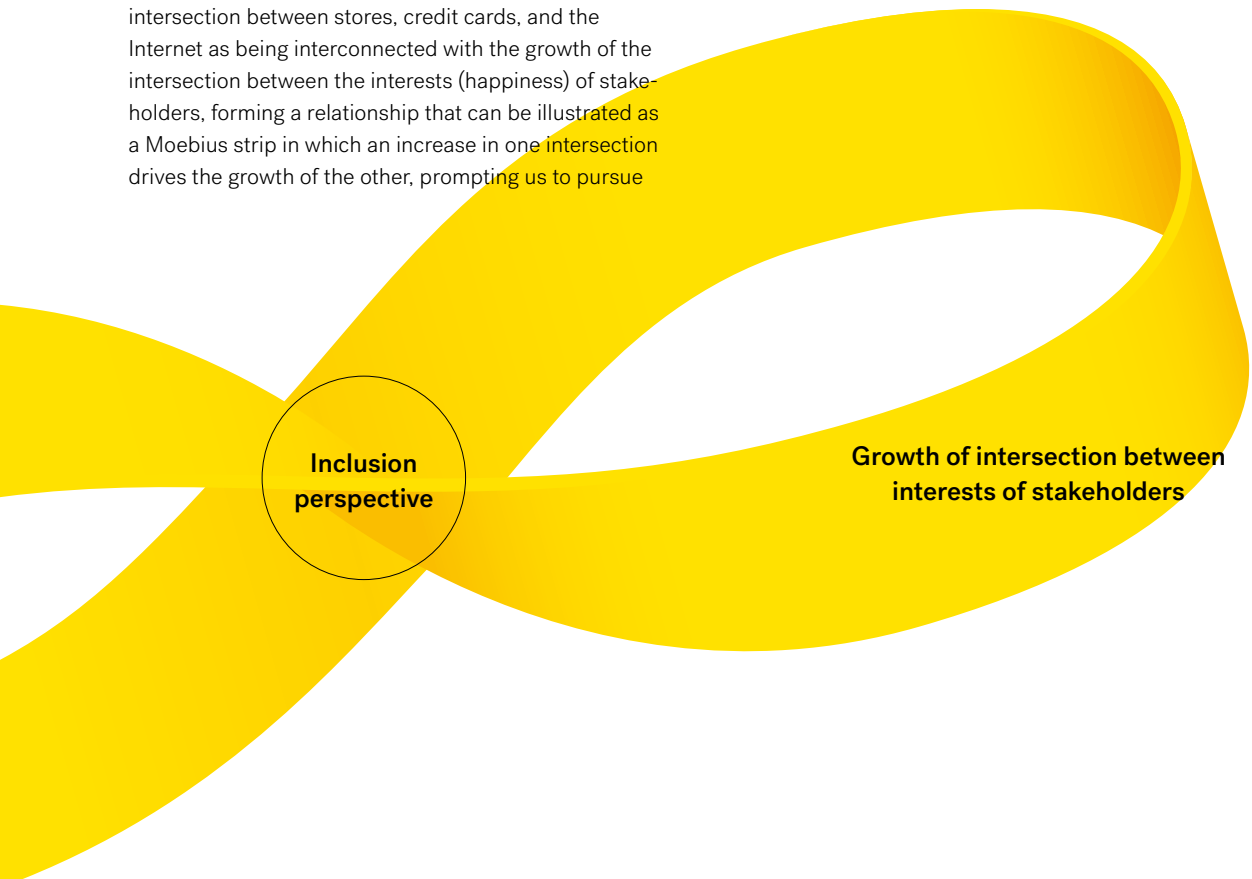 intersection between stores, credit cards, and the
Internet as being interconnected with the growth of the
intersection between the interests (happiness) of stake-
holders, forming a relationship that can be illustrated as
a Moebius strip in which an increase in one intersection
drives the growth of the other, prompting us to pursue
Inclusion
perspective
Growth of intersection between
interests of stakeholders